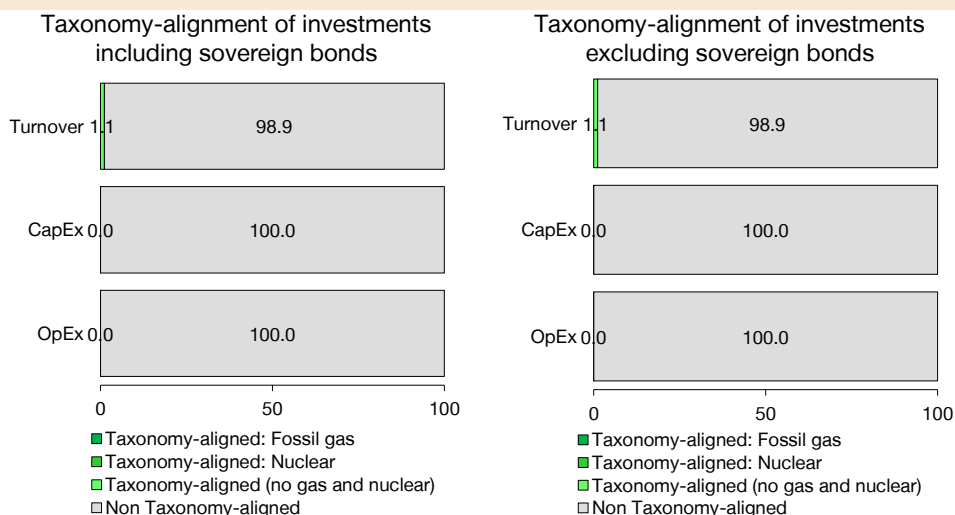 Taxonomy-alignment of investments
including sovereign bonds
Turnover 1.1 98.9
CapEx 0.0 100.0
OpEx 0.0 100.0
0 50 100
Taxonomy-aligned: Fossil gas
Taxonomy-aligned: Nuclear
Taxonomy-aligned (no gas and nuclear)
Non Taxonomy-aligned
Taxonomy-alignment of investments
excluding sovereign bonds
Turnover 1.1 98.9
CapEx 0.0 100.0
OpEx 0.0 100.0
0 50 100
Taxonomy-aligned: Fossil gas
Taxonomy-aligned: Nuclear
Taxonomy-aligned (no gas and nuclear)
Non Taxonomy-aligned